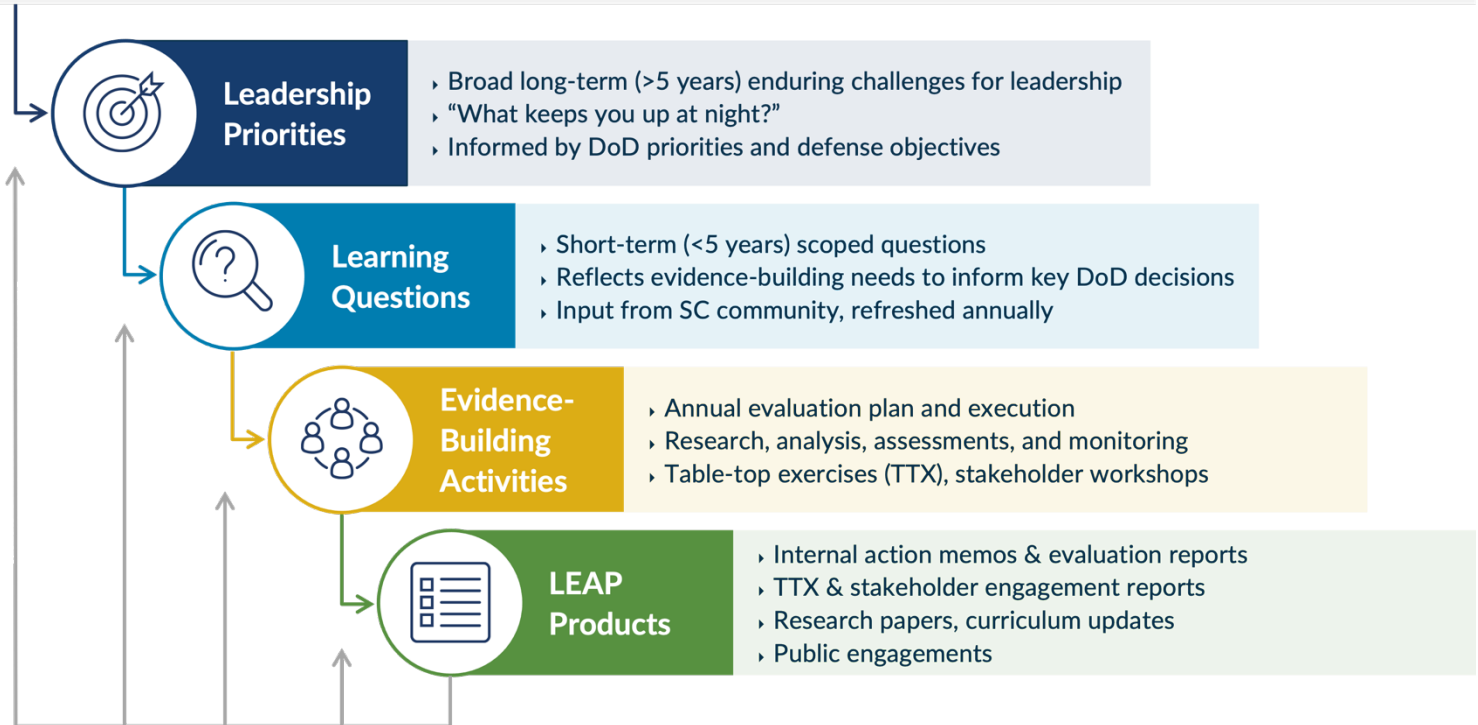 Leadership
Priorities
‣ Broad long-term (>5 years) enduring challenges for leadership
‣ “What keeps you up at night?”
‣ Informed by DoD priorities and defense objectives
?
Learning
Questions
‣ Short-term (<5 years) scoped questions
‣ Reflects evidence-building needs to inform key DoD decisions
‣ Input from SC community, refreshed annually
Evidence-
Building
Activities
‣ Annual evaluation plan and execution
‣ Research, analysis, assessments, and monitoring
‣ Table-top exercises (TTX), stakeholder workshops
LEAP
Products
‣ Internal action memos & evaluation reports
‣ TTX & stakeholder engagement reports
‣ Research papers, curriculum updates
‣ Public engagements